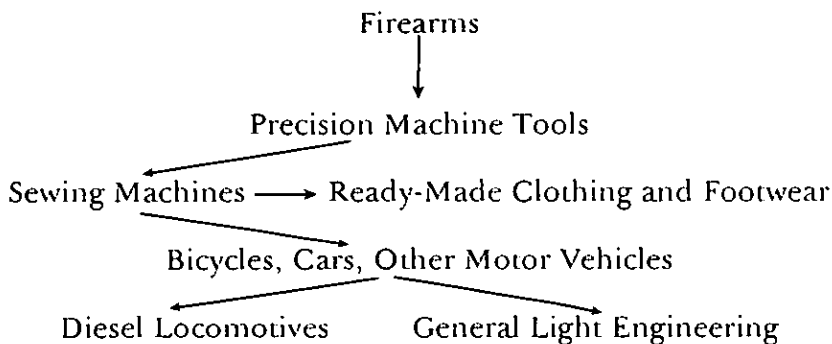 Firearms
Precision Machine Tools
Sewing Machines Ready-Made Clothing and Footwear
Bicycles, Cars, Other Motor Vehicles
Diesel Locomotives General Light Engineering